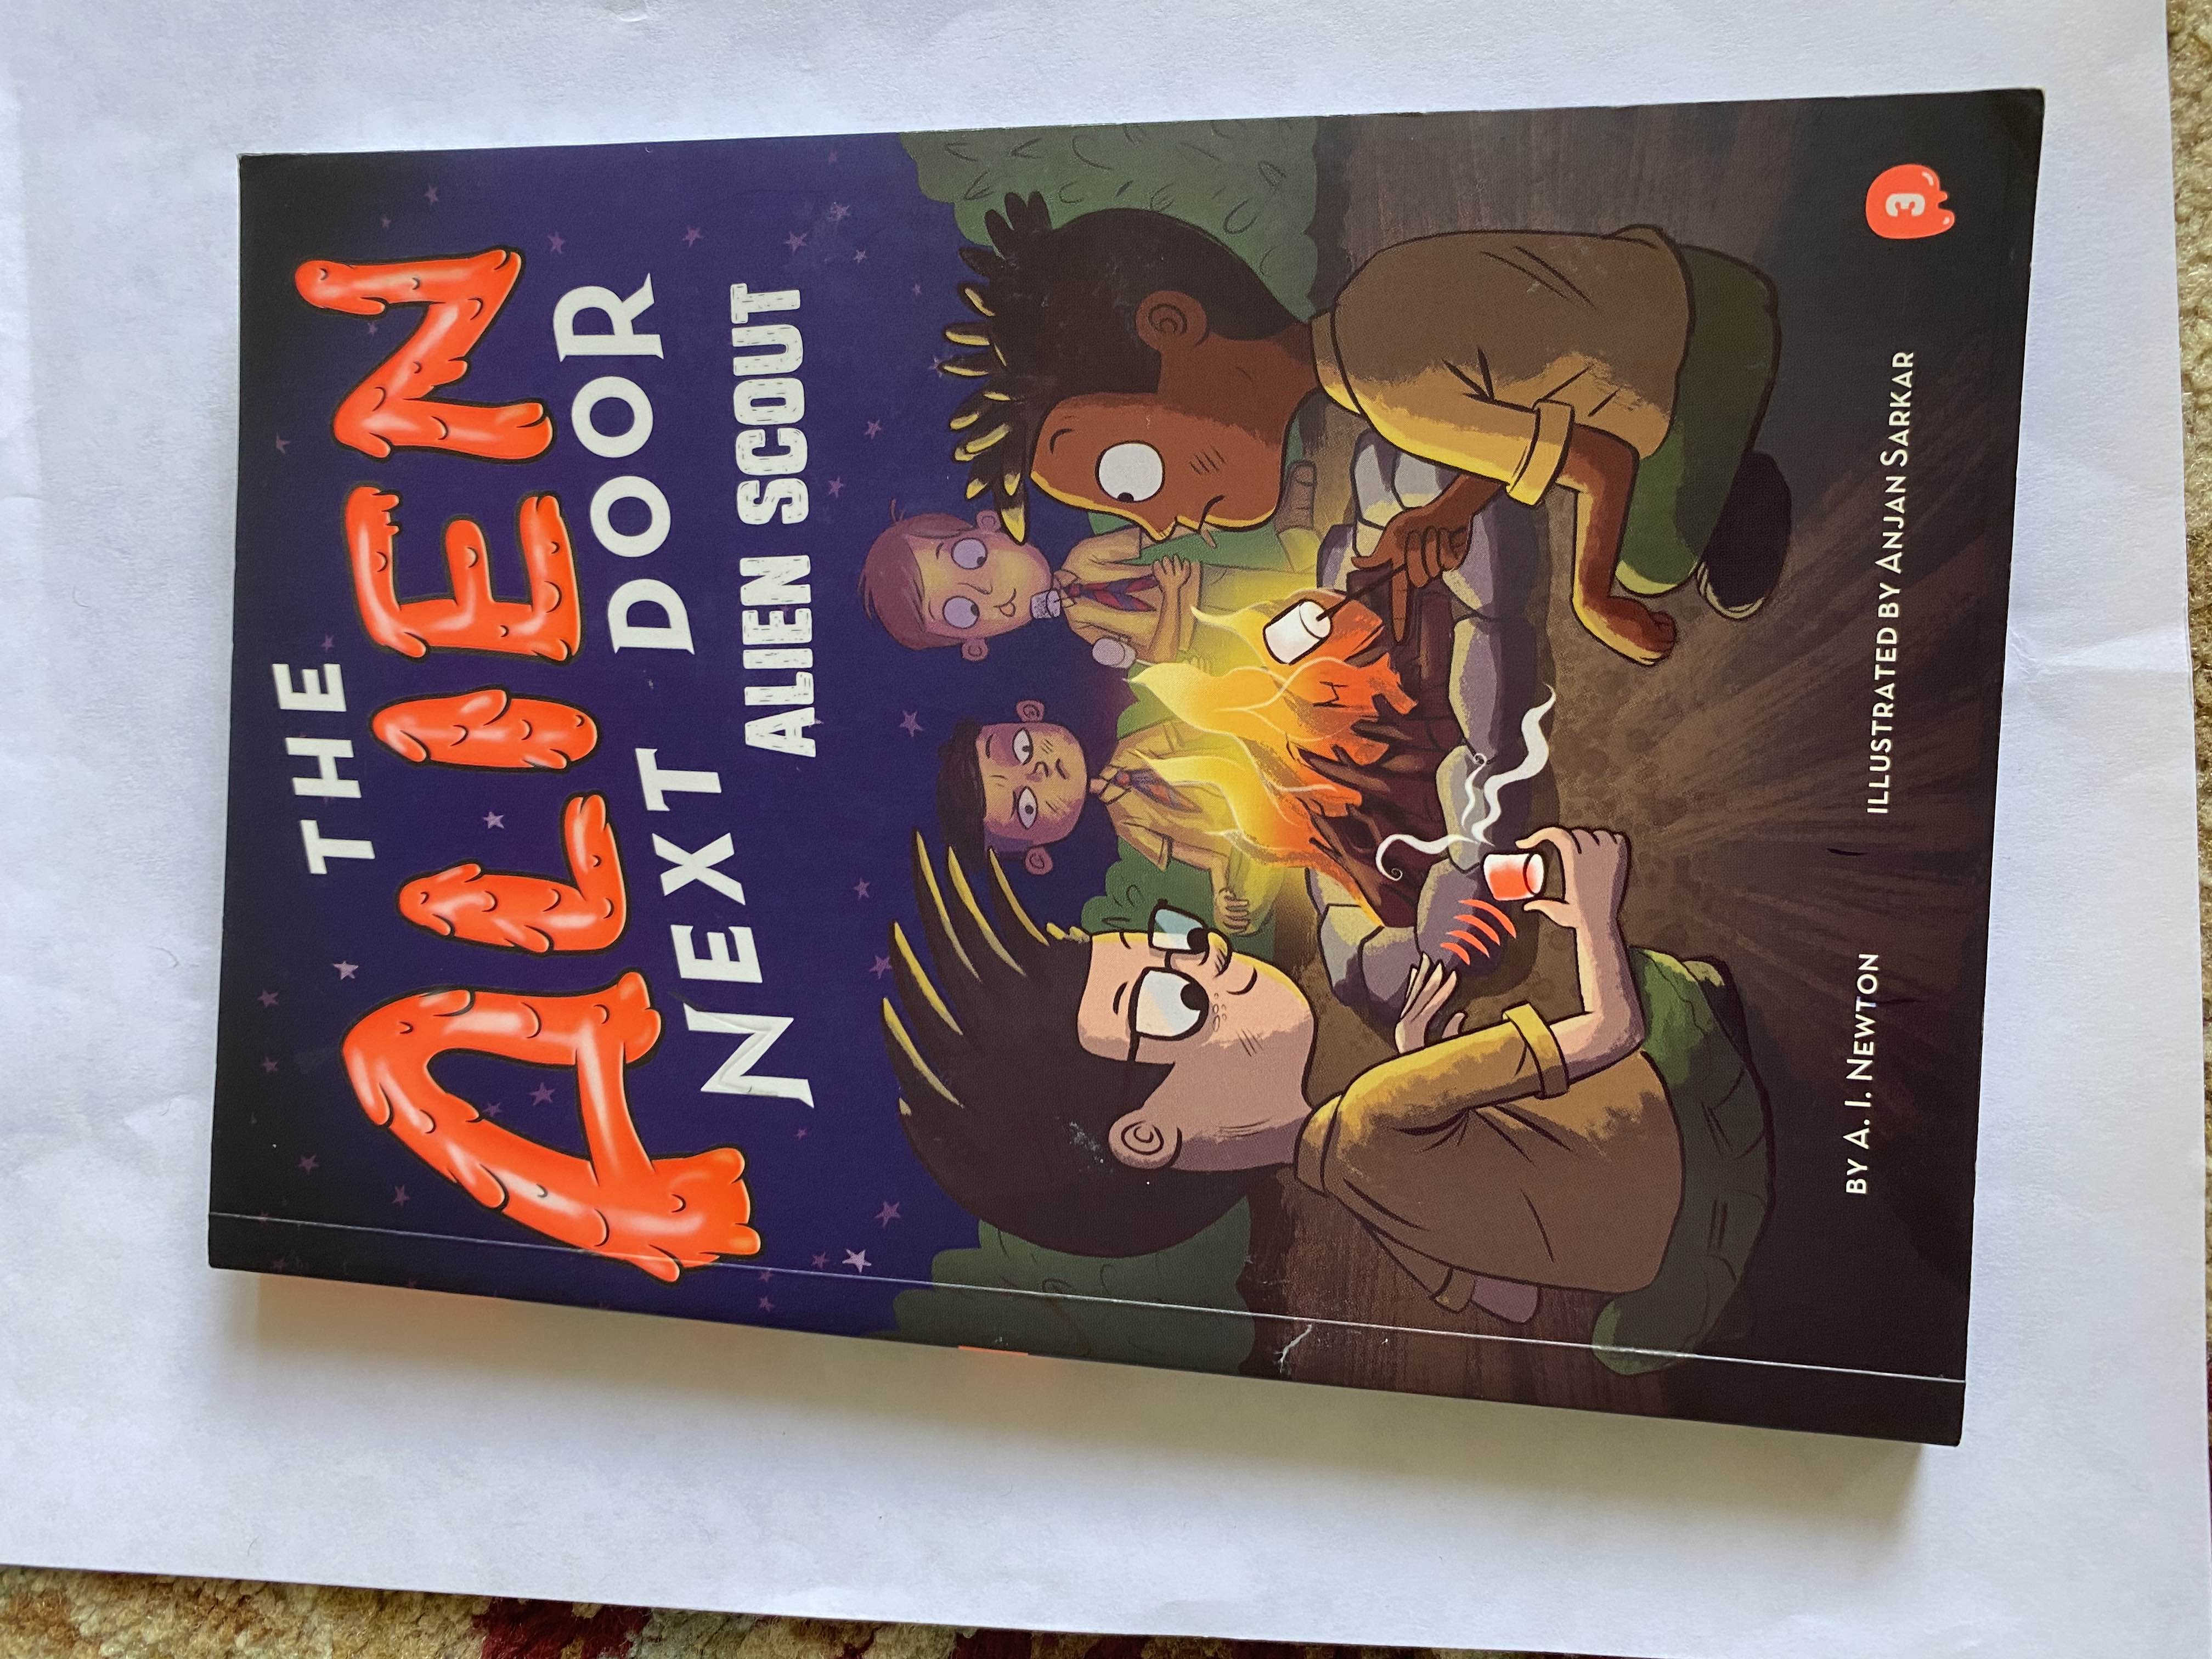 THE
ALIEN
NEXT DOOR
ALIEN SCOUT
BY A. I. NEWTON
ILLUSTRATED BY ANJAN SARKAR
3